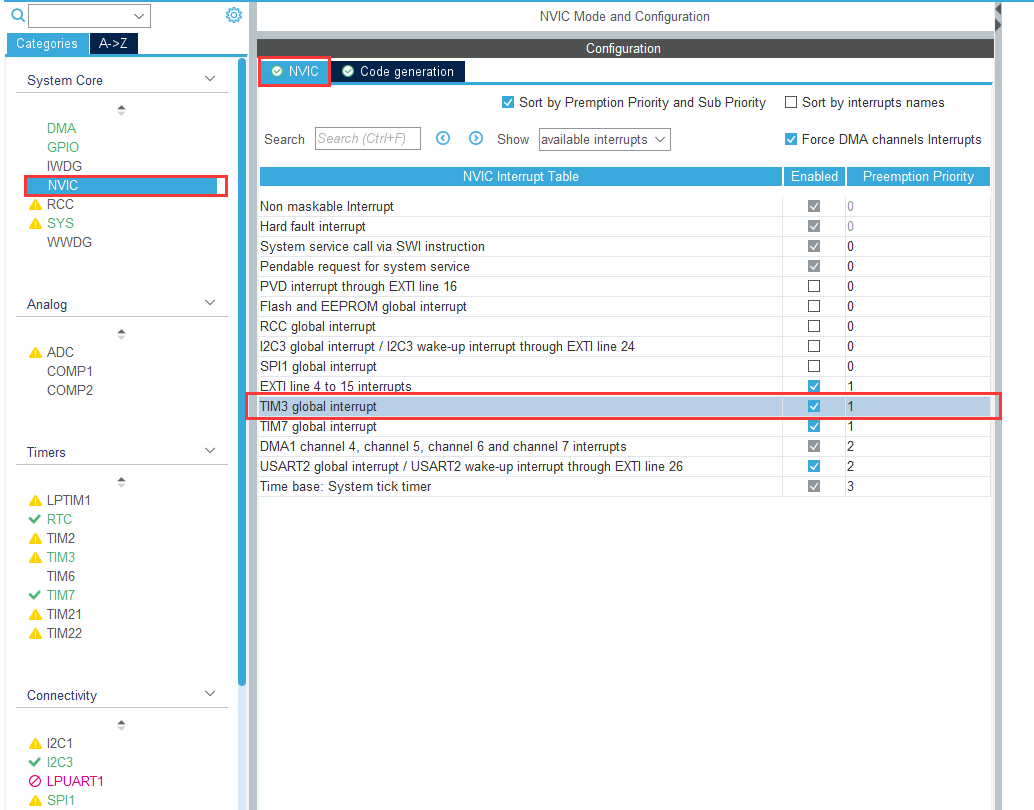 NVIC Mode and Configuration
Categories A->Z
Configuration
NVIC Code generation
Sort by Premption Priority and Sub Priority Sort by interrupts names
Search Search (Ctrl+F) Show available interrupts Force DMA channels Interrupts
NVIC Interrupt Table Enabled Preemption Priority
Non maskable Interrupt 0
Hard fault interrupt 0
System service call via SWI instruction 0
Pendable request for system service 0
PVD interrupt through EXTI line 16 0
Flash and EEPROM global interrupt 0
RCC global interrupt 0
I2C3 global interrupt / I2C3 wake-up interrupt through EXTI line 24 0
SPI1 global interrupt 0
EXTI line 4 to 15 interrupts 1
TIM3 global interrupt 1
TIM7 global interrupt 1
DMA1 channel 4, channel 5, channel 6 and channel 7 interrupts 2
USART2 global interrupt / USART2 wake-up interrupt through EXTI line 26 2
Time base: System tick timer 3
System Core
DMA
GPIO
IWDG
NVIC
RCC
SYS
WWDG
Analog
ADC
COMP1
COMP2
Timers
LPTIM1
RTC
TIM2
TIM3
TIM6
TIM7
TIM21
TIM22
Connectivity
I2C1
I2C3
LPUART1
SPI1